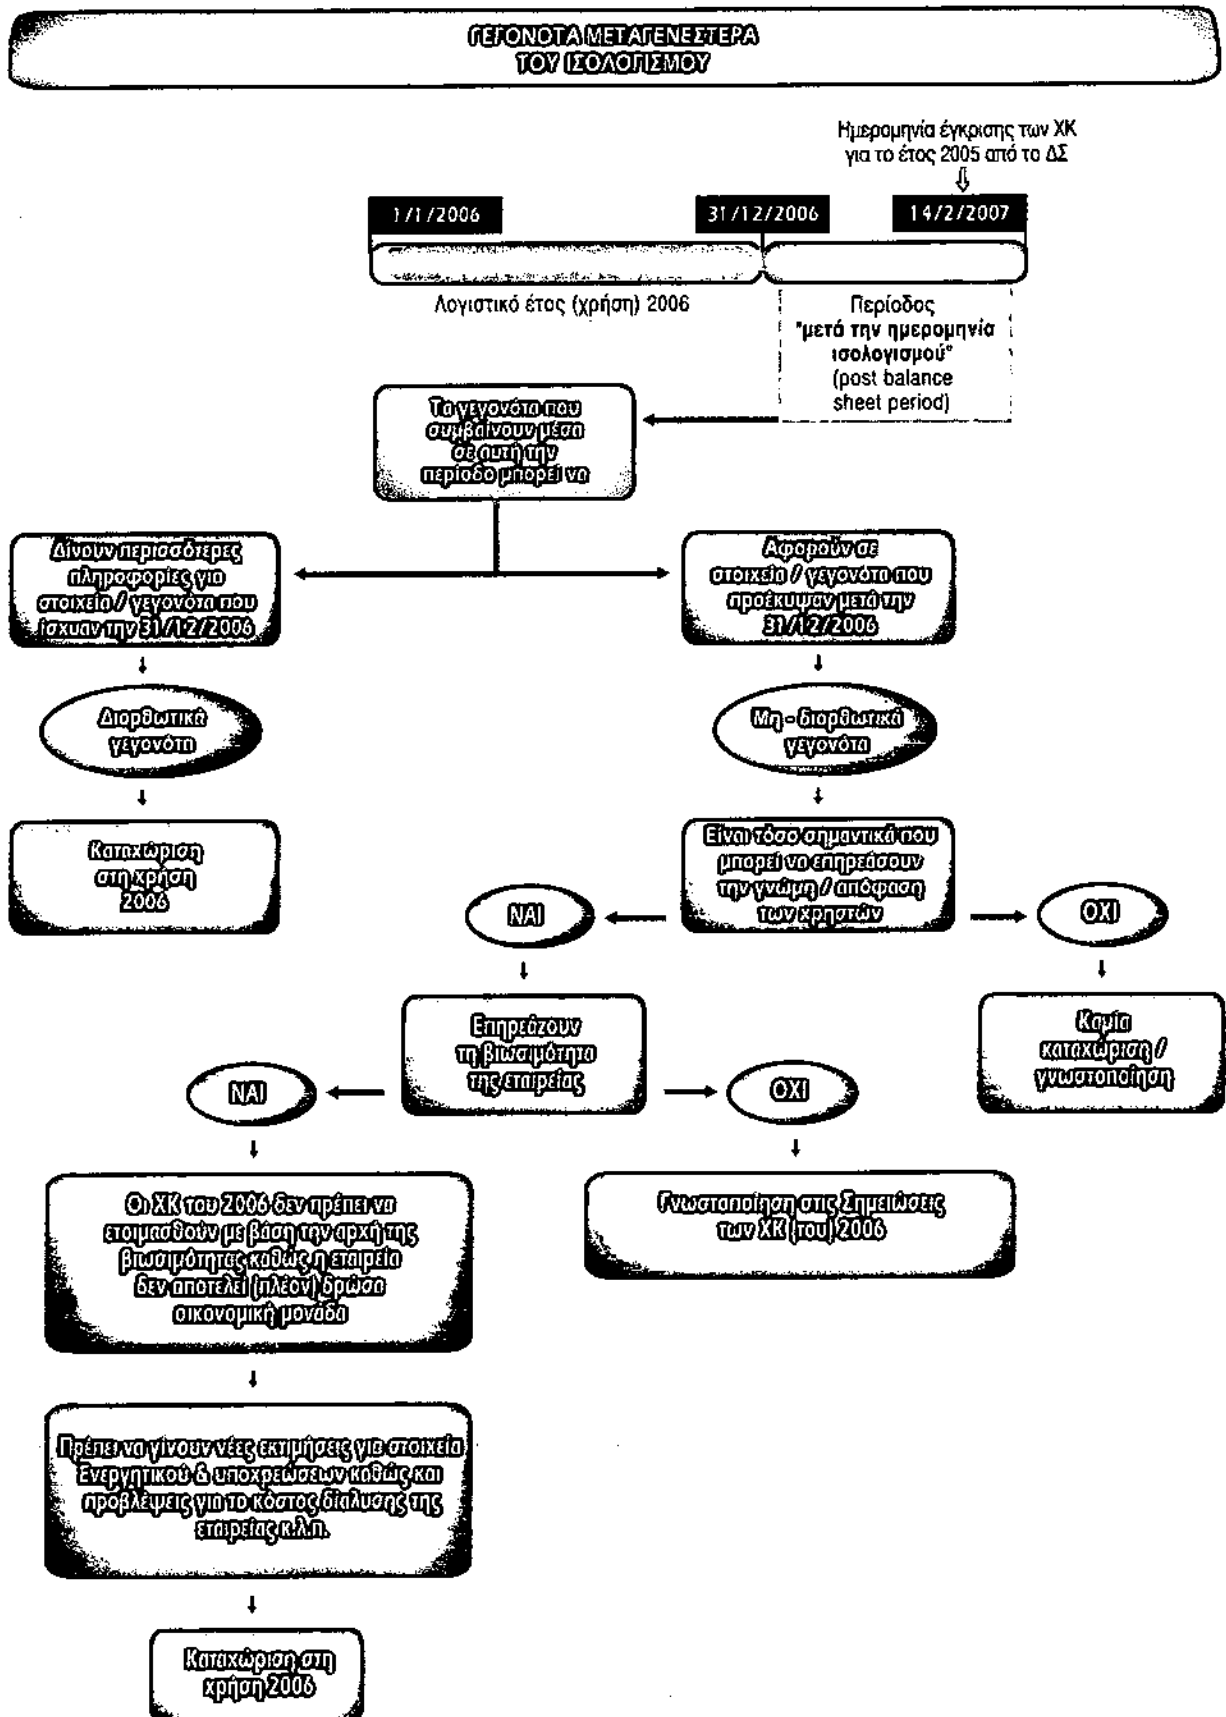 ΓΕΓΟΝΟΤΑ ΜΕΤΑΓΕΝΕΣΤΕΡΑ
ΤΟΥ ΙΣΟΛΟΓΙΣΜΟΥ
Ημερομηνία έγκρισης των ΧΚ
για το έτος 2005 από το ΔΣ
1/1/2006
31/12/2006
14/2/2007
Λογιστικό έτος (χρήση) 2006
Περίοδος
"μετά την ημερομηνία
ισολογισμού"
(post balance
sheet period)
Τα γεγονότα που
συμβαίνουν μέσα
σε αυτή την
περίοδο μπορεί να
Δίνουν περισσότερες
πληροφορίες για
στοιχεία / γεγονότα που
ίσχυαν την 31/12/2006
Αφορούν σε
στοιχεία / γεγονότα που
προέκυψαν μετά την
31/12/2006
Διορθωτικά
γεγονότα
Μη - διορθωτικά
γεγονότα
Καταχώριση
στη χρήση
2006
Είναι τόσο σημαντικά που
μπορεί να επηρεάσουν
την γνώμη / απόφαση
των χρηστών
ΝΑΙ
ΟΧΙ
Επηρεάζουν
τη βιωσιμότητα
της εταιρείας
Καμία
καταχώριση /
γνωστοποίηση
ΝΑΙ
ΟΧΙ
Οι ΧΚ του 2006 δεν πρέπει να
ετοιμασθούν με βάση την αρχή της
βιωσιμότητας καθώς η εταιρεία
δεν αποτελεί (πλέον) δρώσα
οικονομική μονάδα
Γνωστοποίηση στις Σημειώσεις
των ΧΚ (του) 2006
Πρέπει να γίνουν νέες εκτιμήσεις για στοιχεία
Ενεργητικού & υποχρεώσεων καθώς και
προβλέψεις για το κόστος διάλυσης της
εταιρείας κ.λ.π.
Καταχώριση στη
χρήση 2006